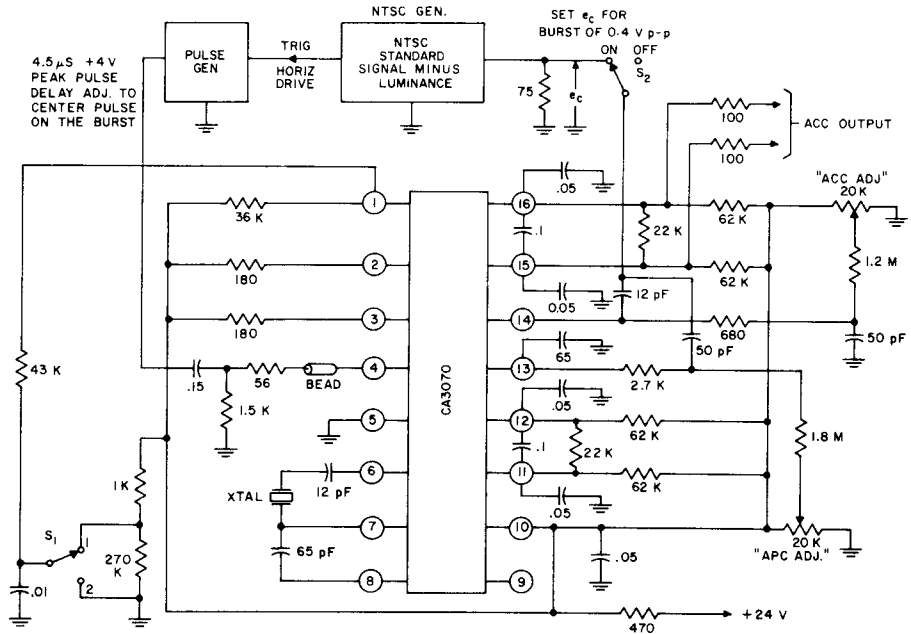 NTSC GEN.
SET e_c FOR
BURST OF 0.4 V p-p
ON OFF
S2
4.5µS +4V
PEAK PULSE
DELAY ADJ. TO
CENTER PULSE
ON THE BURST
PULSE
GEN
TRIG
HORIZ
DRIVE
NTSC
STANDARD
SIGNAL MINUS
LUMINANCE
75
e_c
100
100
ACC OUTPUT
.05
"ACC ADJ"
20 K
1
36 K
16
62 K
.1
22 K
1.2 M
2
180
15
62 K
0.05
12 pF
3
180
14
680
50 pF
50 pF
43 K
.15
56
BEAD
4
CA3070
13
65
2.7 K
1.5 K
.05
5
12
62 K
.1
22 K
1.8 M
1K
XTAL
12 pF
6
11
62 K
.05
S1
1
2
270
K
.01
65 pF
7
10
.05
20 K
"APC ADJ."
8
9
470
+24 V